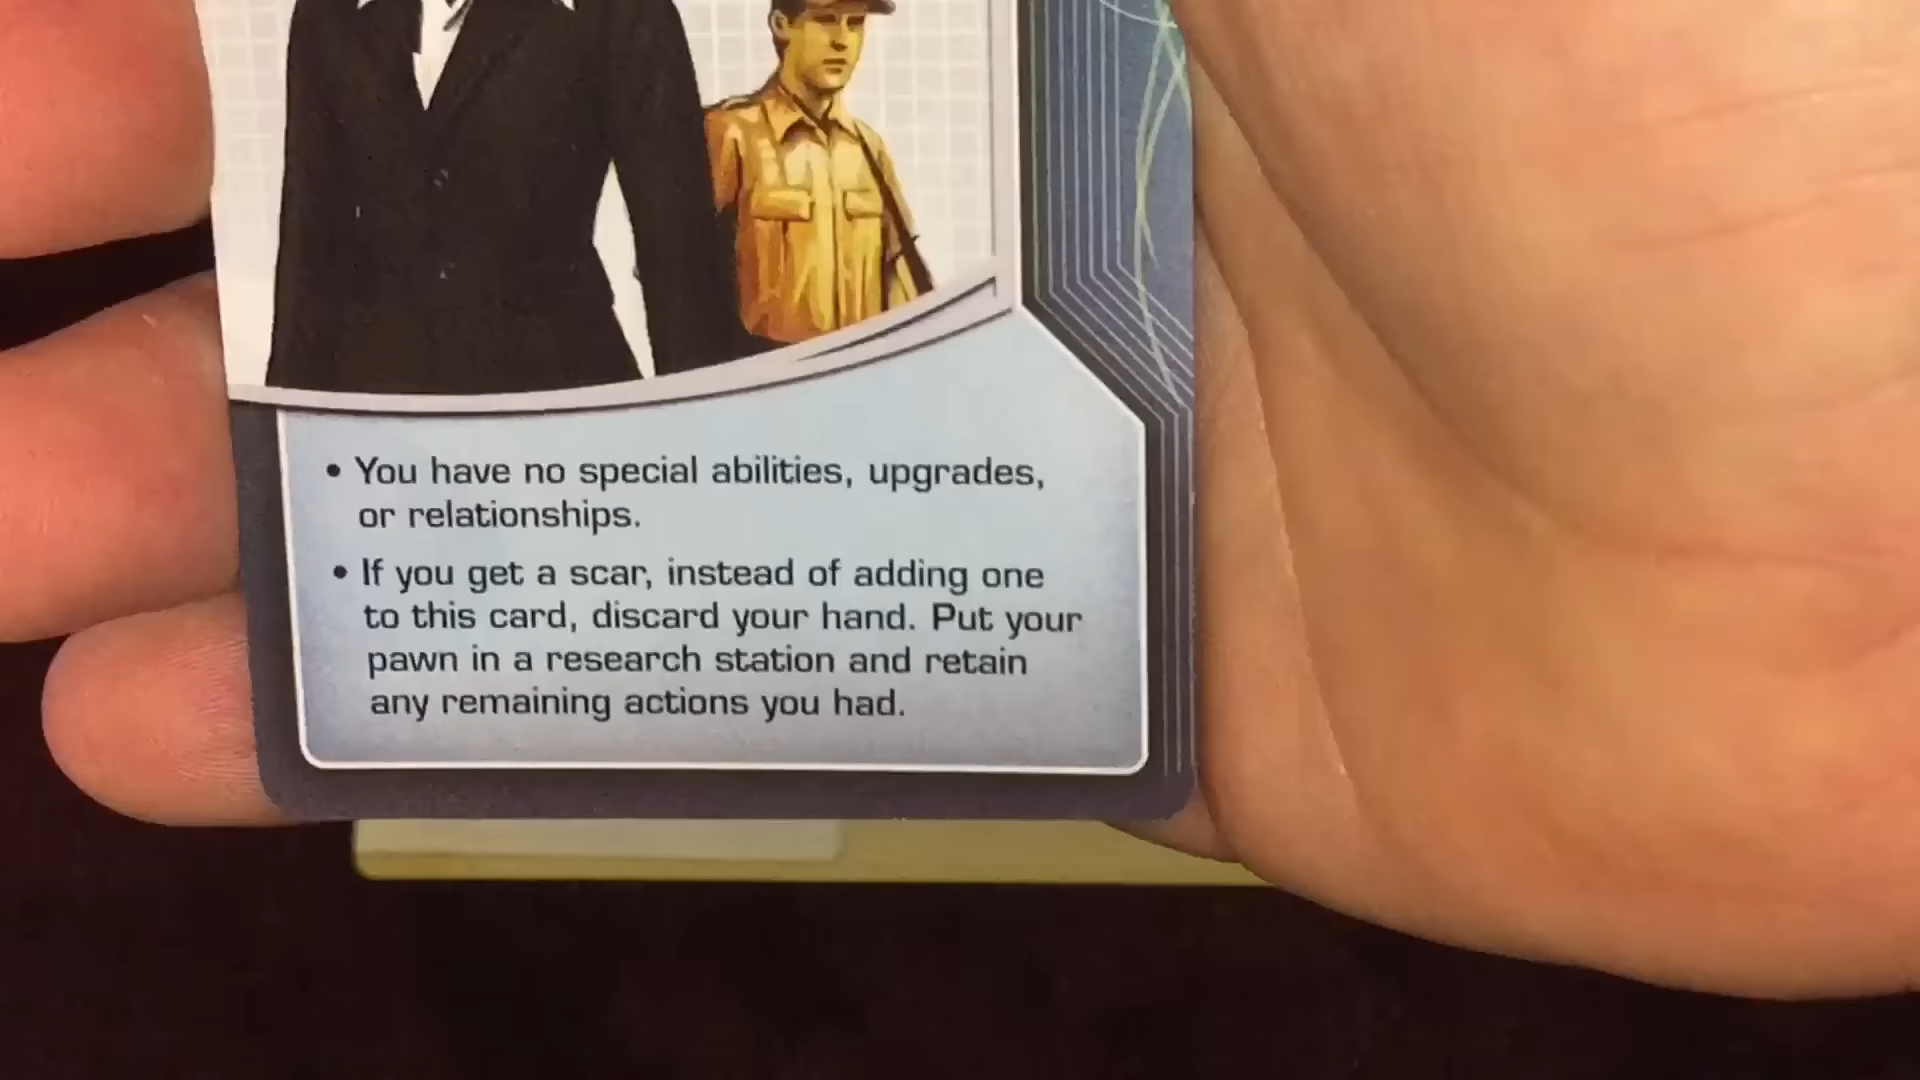 • You have no special abilities, upgrades,
or relationships.
• If you get a scar, instead of adding one
to this card, discard your hand. Put your
pawn in a research station and retain
any remaining actions you had.